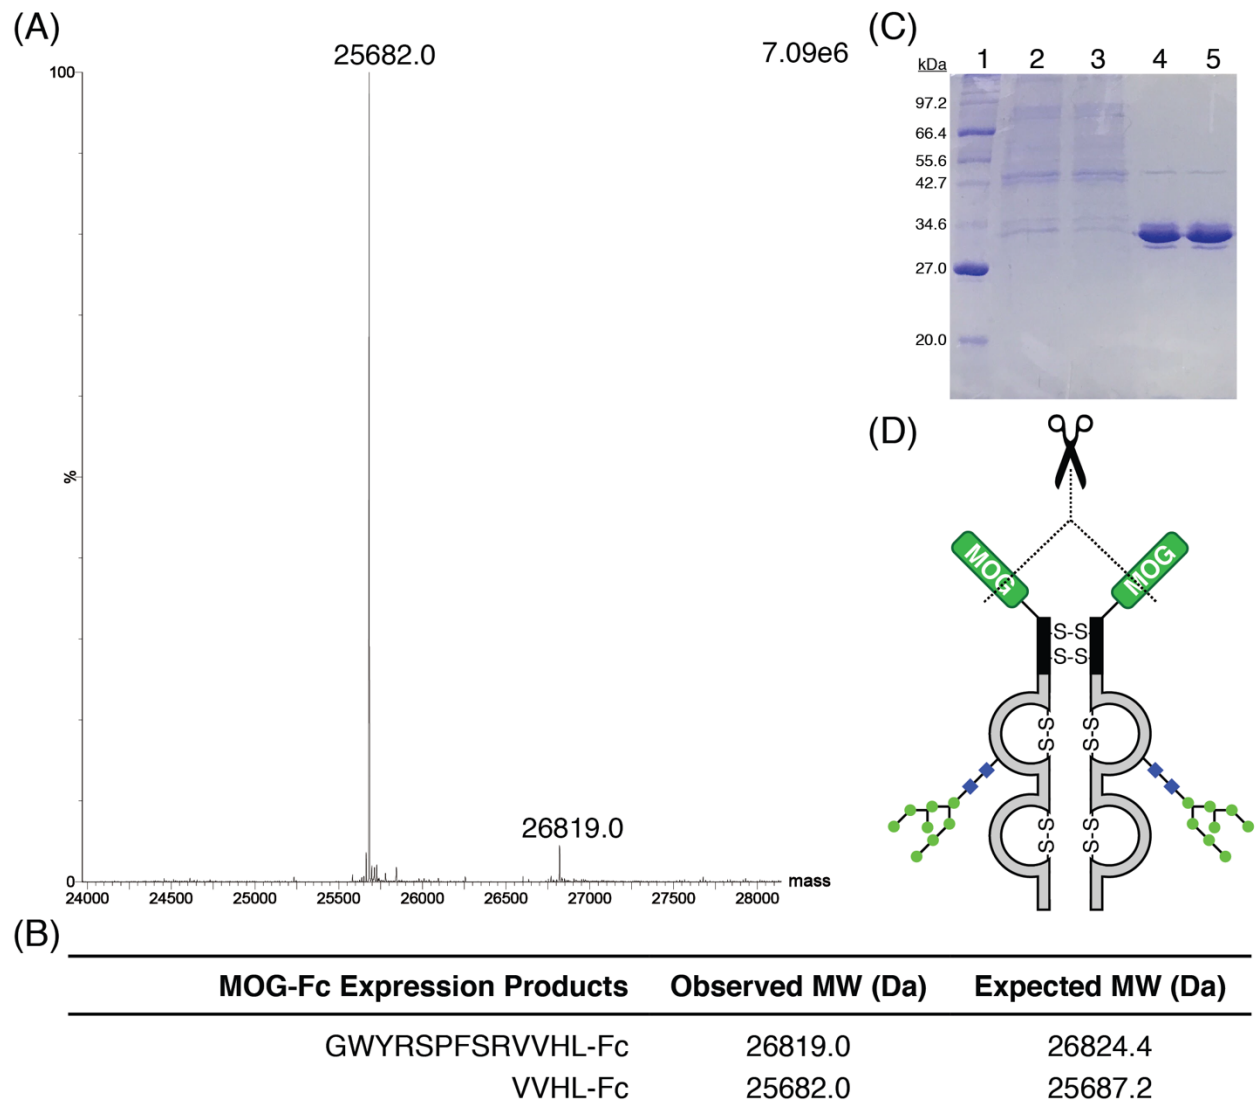 (A)
25682.0
7.09e6
100
%
0
26819.0
24000 24500 25000 25500 26000 26500 27000 27500 28000 mass
(C)
kDa 1 2 3 4 5
97.2
66.4
55.6
42.7
34.6
27.0
20.0
(D)
MOG MOG
S-S
S-S
S-S S-S
S-S S-S
(B)
MOG-Fc Expression Products Observed MW (Da) Expected MW (Da)
GWYRSPFSRVVHL-Fc 26819.0 26824.4
VVHL-Fc 25682.0 25687.2